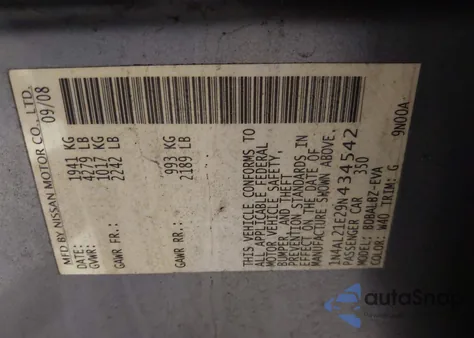 MFD. BY NISSAN MOTOR CO., LTD.
09/08
1941 KG
4279 LB
GVWR: 1017 KG
GAWR FR.: 2242 LB
993 KG
GAWR RR.: 2189 LB
THIS VEHICLE CONFORMS TO
ALL APPLICABLE FEDERAL
MOTOR VEHICLE SAFETY,
BUMPER, AND THEFT
PREVENTION STANDARDS IN
EFFECT ON THE DATE OF
MANUFACTURE SHOWN ABOVE.
1N4AL21E29N434542
PASSENGER CAR 350
MODEL: BDBALBZ-EVA
COLOR: W40 TRIM: G
9N00A
autoSnap